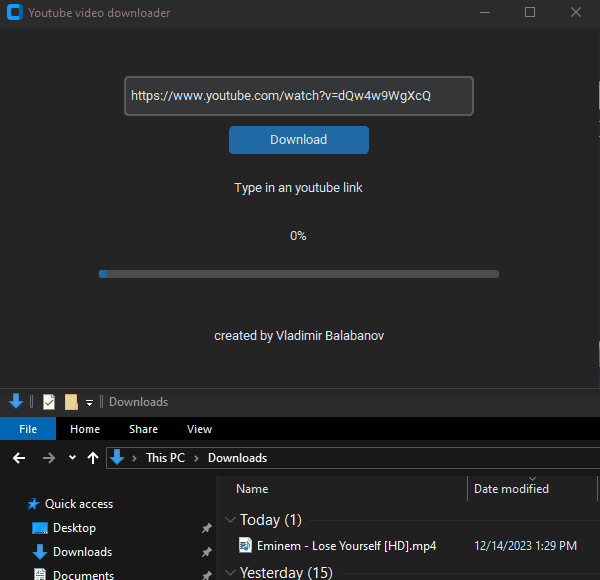 Youtube video downloader
https://www.youtube.com/watch?v=dQw4w9WgXcQ
Download
Type in an youtube link
0%
created by Vladimir Balabanov
Downloads
File Home Share View
This PC > Downloads
Name Date modified
Quick access
Today (1)
Desktop
Eminem - Lose Yourself [HD].mp4 12/14/2023 1:29 PM
Downloads
Yesterday (15)
Documents